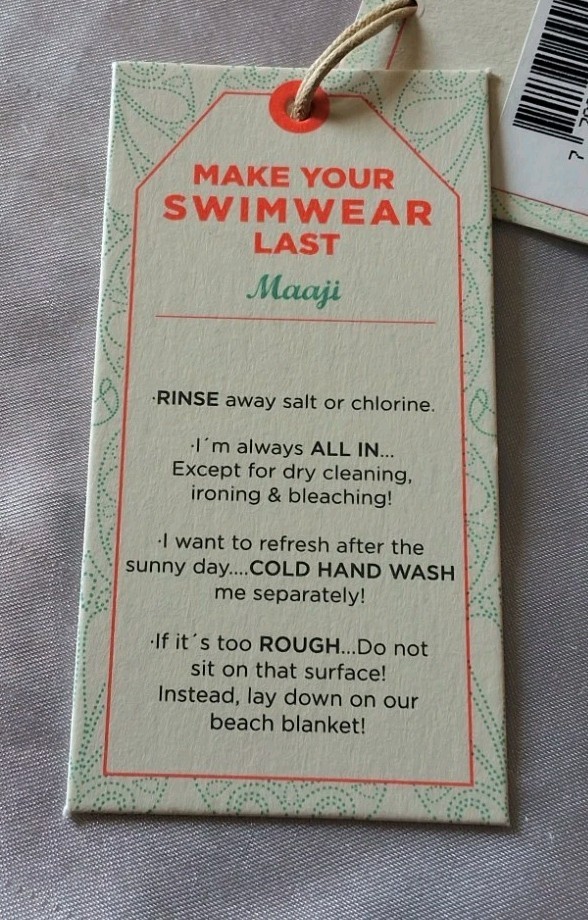 MAKE YOUR
SWIMWEAR
LAST
Maaji
·RINSE away salt or chlorine.
·I´m always ALL IN...
Except for dry cleaning,
ironing & bleaching!
·I want to refresh after the
sunny day....COLD HAND WASH
me separately!
·If it´s too ROUGH...Do not
sit on that surface!
Instead, lay down on our
beach blanket!